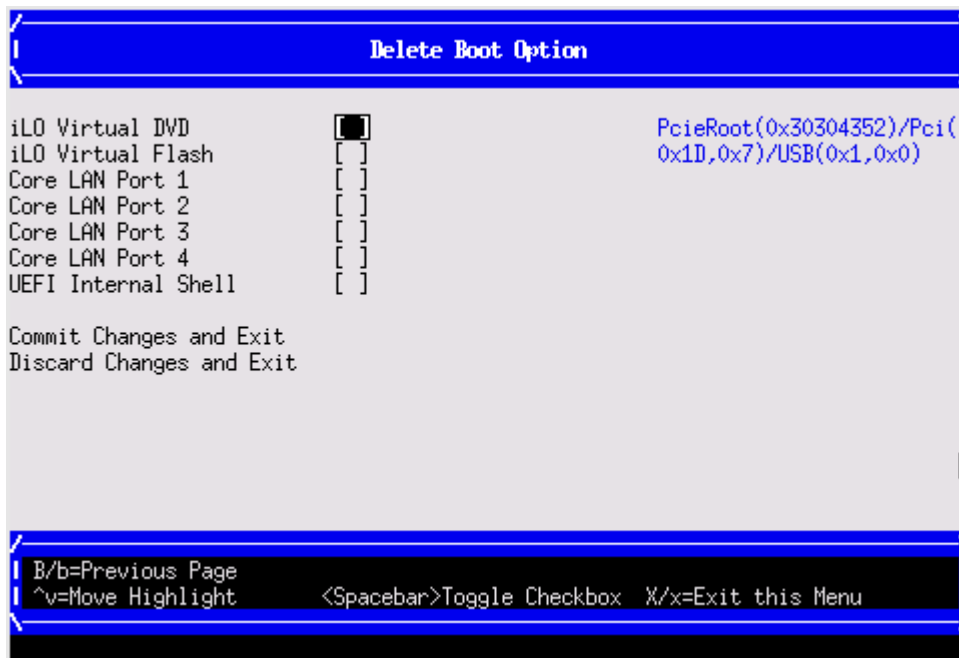 Delete Boot Option
iLO Virtual DVD [ ] PcieRoot(0x30304352)/Pci(
iLO Virtual Flash [ ] 0x1D,0x7)/USB(0x1,0x0)
Core LAN Port 1 [ ]
Core LAN Port 2 [ ]
Core LAN Port 3 [ ]
Core LAN Port 4 [ ]
UEFI Internal Shell [ ]
Commit Changes and Exit
Discard Changes and Exit
B/b=Previous Page
^v=Move Highlight <Spacebar>Toggle Checkbox X/x=Exit this Menu